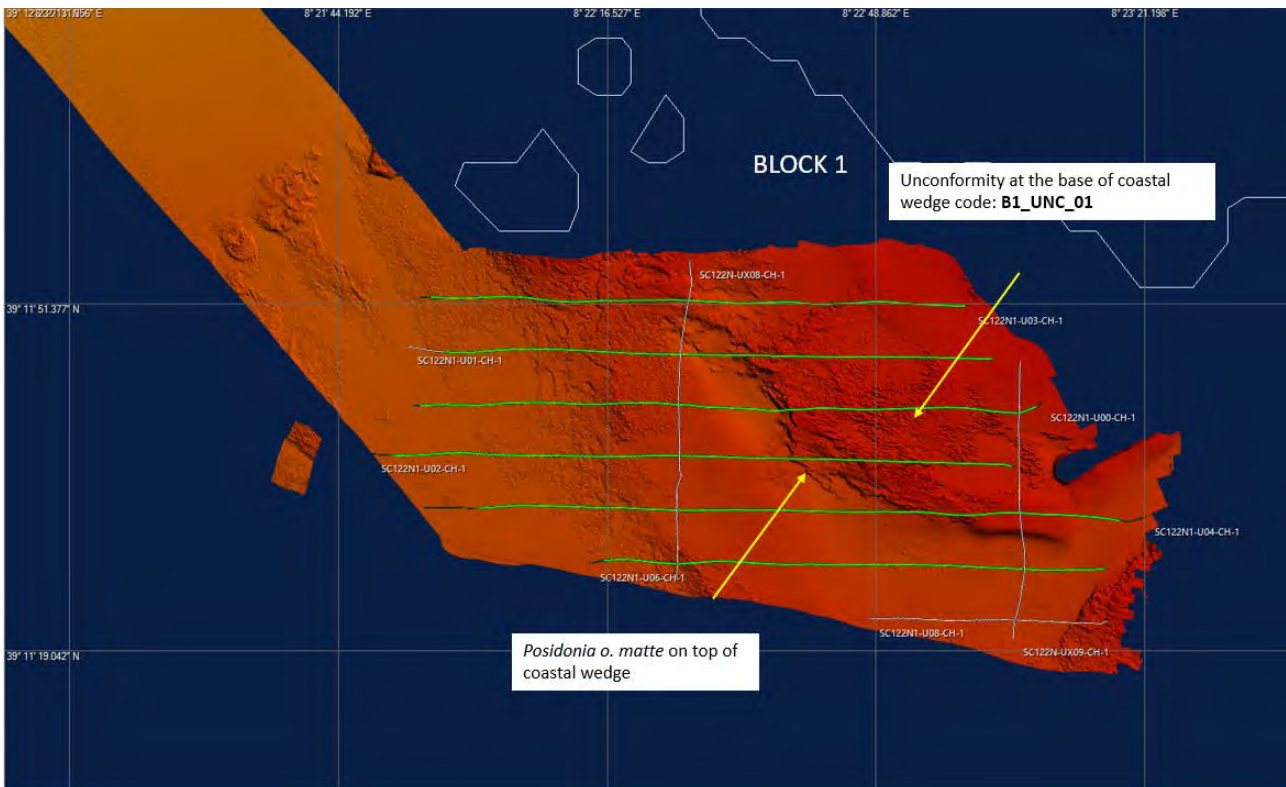 8° 21' 44.192" E
8° 22' 16.527" E
8° 22' 48.862" E
8° 23' 21.198" E
BLOCK 1
Unconformity at the base of coastal
wedge code: B1_UNC_01
SC122N-UX08-CH-1
39° 11' 51.377" N
SC122N1-U03-CH-1
SC122N1-U01-CH-1
SC122N1-U00-CH-1
SC122N1-U02-CH-1
SC122N1-U04-CH-1
SC122N1-U06-CH-1
SC122N1-U08-CH-1
39° 11' 19.042" N
SC122N-UX09-CH-1
Posidonia o. matte on top of
coastal wedge